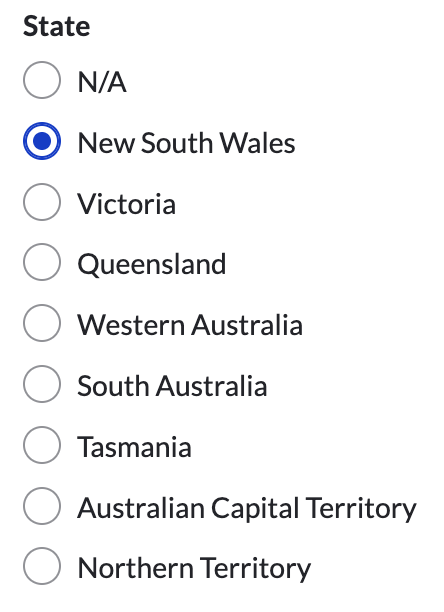 State
N/A
New South Wales
Victoria
Queensland
Western Australia
South Australia
Tasmania
Australian Capital Territory
Northern Territory